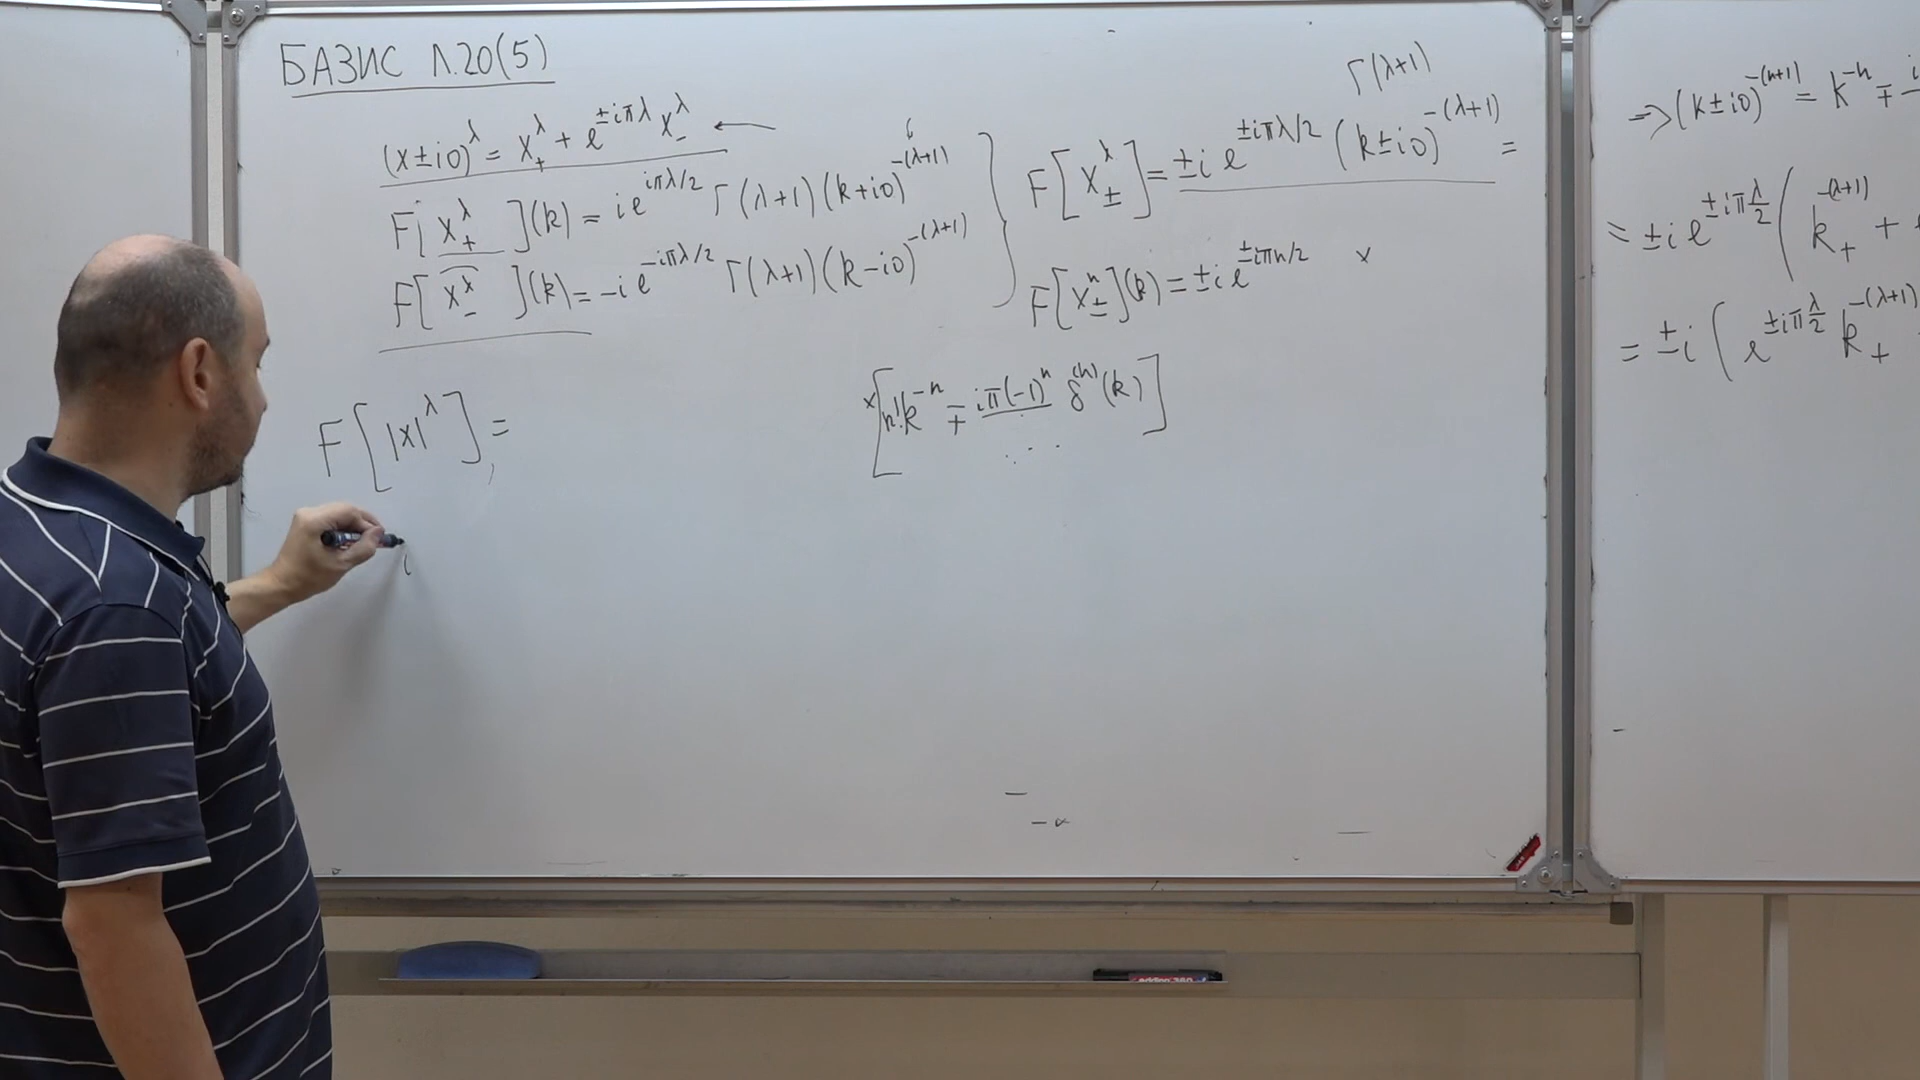 БАЗИС Л.20(5)
(x±i0)^λ = x_+^λ + e^{±iπλ} x_-^λ ←
F[x_+^λ](k) = i e^{iπλ/2} Γ(λ+1)(k+i0)^{-(λ+1)}
F[x_-^λ](k) = -i e^{-iπλ/2} Γ(λ+1)(k-i0)^{-(λ+1)}
F[|x|^λ] =
Γ(λ+1)
F[x_±^λ] = ±i e^{±iπλ/2} (k±i0)^{-(λ+1)} =
F[x_±^n](k) = ±i e^{±iπn/2} ×
×[n! k^{-n} ∓ iπ(-1)^n δ^{(n)}(k)]
=> (k±i0)^{-(n+1)} = k^{-n} ∓ i
= ±i e^{±iπ λ/2} ( k_+^{-(λ+1)} +
= ±i ( e^{±iπ λ/2} k_+^{-(λ+1)}